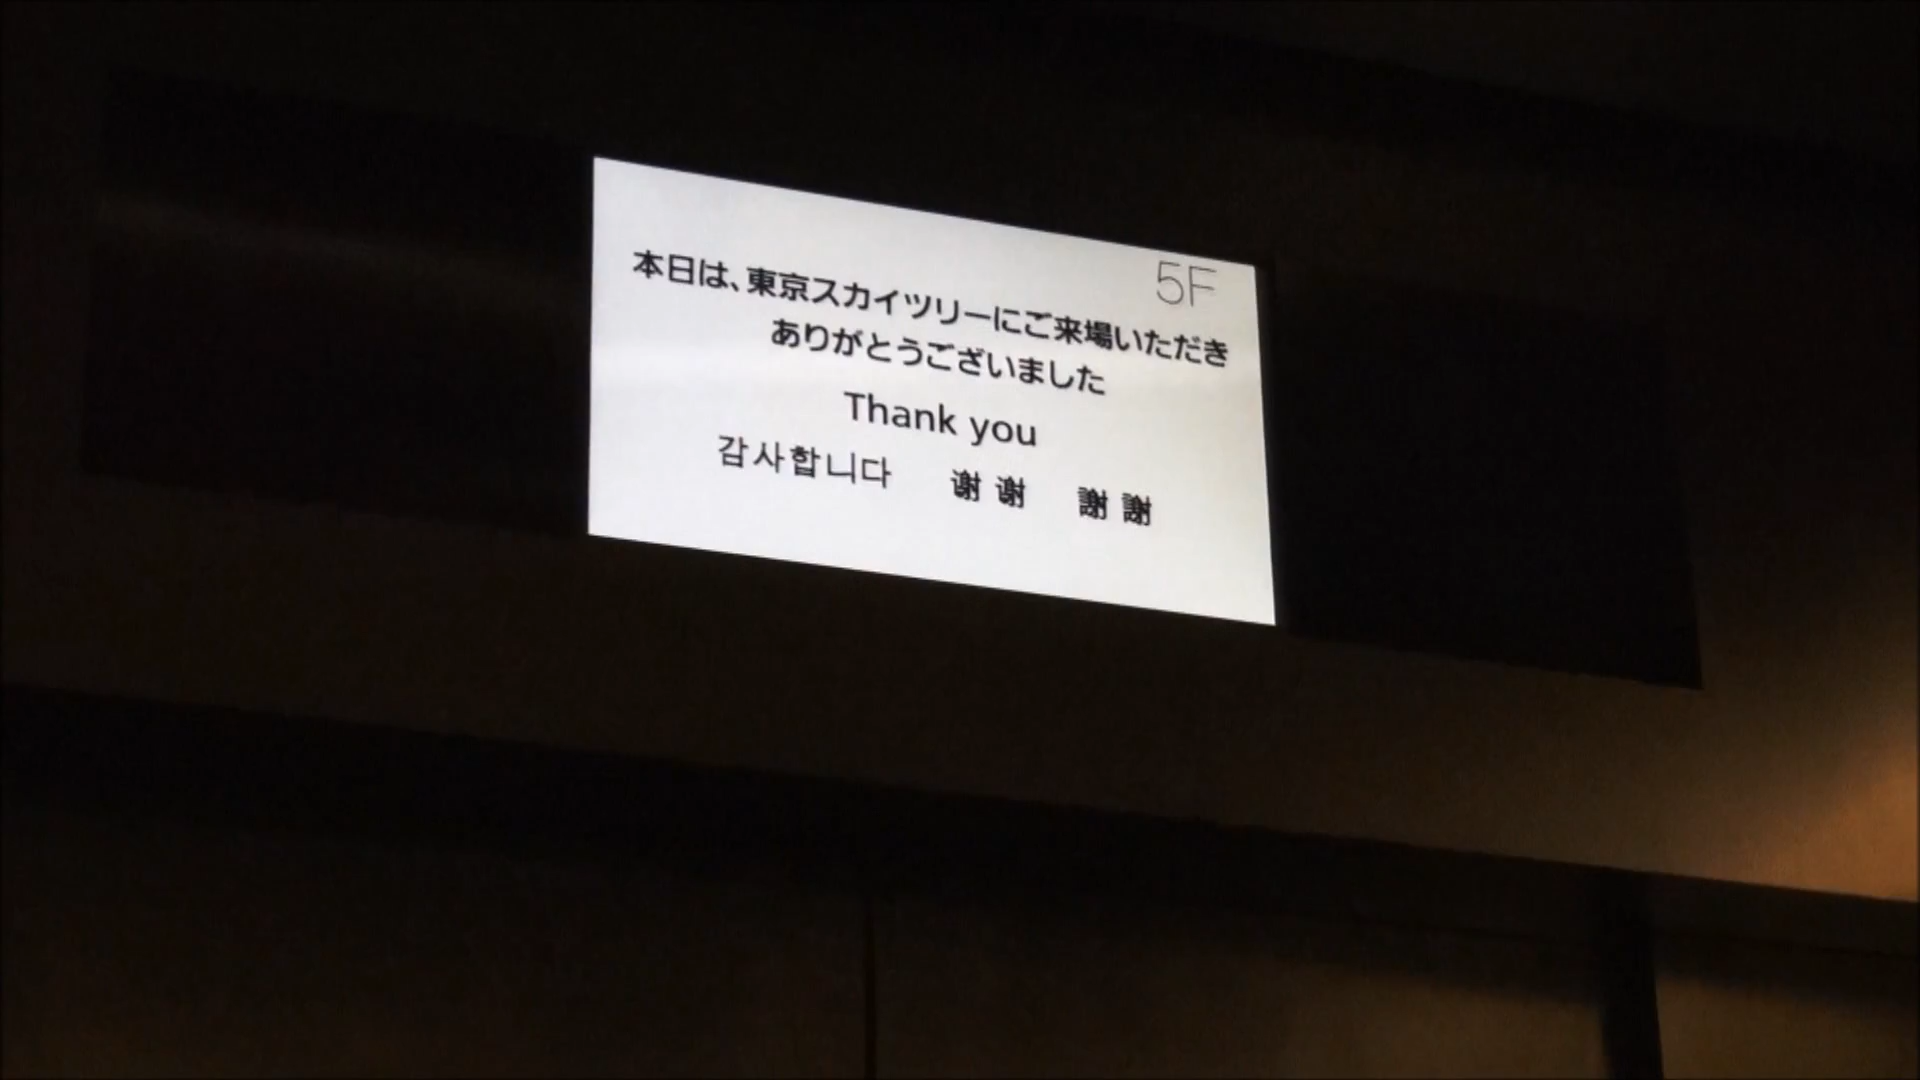 5F
本日は、東京スカイツリーにご来場いただき
ありがとうございました
Thank you
감사합니다 谢谢 謝謝